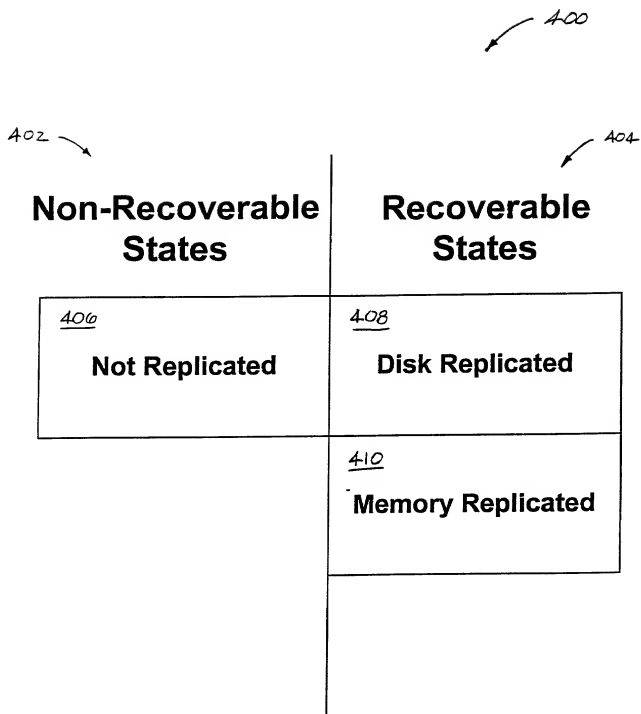 400
402
404
Non-Recoverable
States
Recoverable
States
406
Not Replicated
408
Disk Replicated
410
Memory Replicated